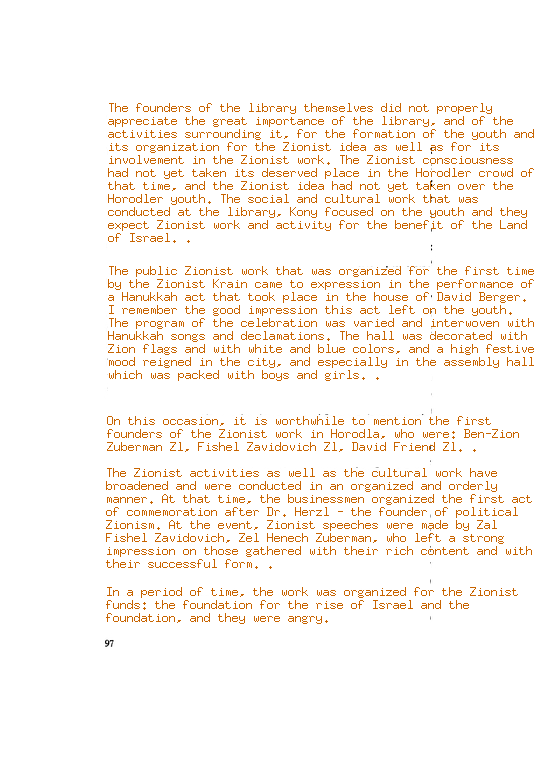 The founders of the library themselves did not properly
appreciate the great importance of the library, and of the
activities surrounding it, for the formation of the youth and
its organization for the Zionist idea as well as for its
involvement in the Zionist work. The Zionist consciousness
had not yet taken its deserved place in the Horodler crowd of
that time, and the Zionist idea had not yet taken over the
Horodler youth. The social and cultural work that was
conducted at the library, Kony focused on the youth and they
expect Zionist work and activity for the benefit of the Land
of Israel. .
The public Zionist work that was organized for the first time
by the Zionist Krain came to expression in the performance of
a Hanukkah act that took place in the house of David Berger.
I remember the good impression this act left on the youth.
The program of the celebration was varied and interwoven with
Hanukkah songs and declamations. The hall was decorated with
Zion flags and with white and blue colors, and a high festive
mood reigned in the city, and especially in the assembly hall
which was packed with boys and girls. .
On this occasion, it is worthwhile to mention the first
founders of the Zionist work in Horodla, who were: Ben-Zion
Zuberman Zl, Fishel Zavidovich Zl, David Friend Zl. .
The Zionist activities as well as the cultural work have
broadened and were conducted in an organized and orderly
manner. At that time, the businessmen organized the first act
of commemoration after Dr. Herzl - the founder of political
Zionism. At the event, Zionist speeches were made by Zal
Fishel Zavidovich, Zel Henech Zuberman, who left a strong
impression on those gathered with their rich content and with
their successful form. .
In a period of time, the work was organized for the Zionist
funds: the foundation for the rise of Israel and the
foundation, and they were angry.
97